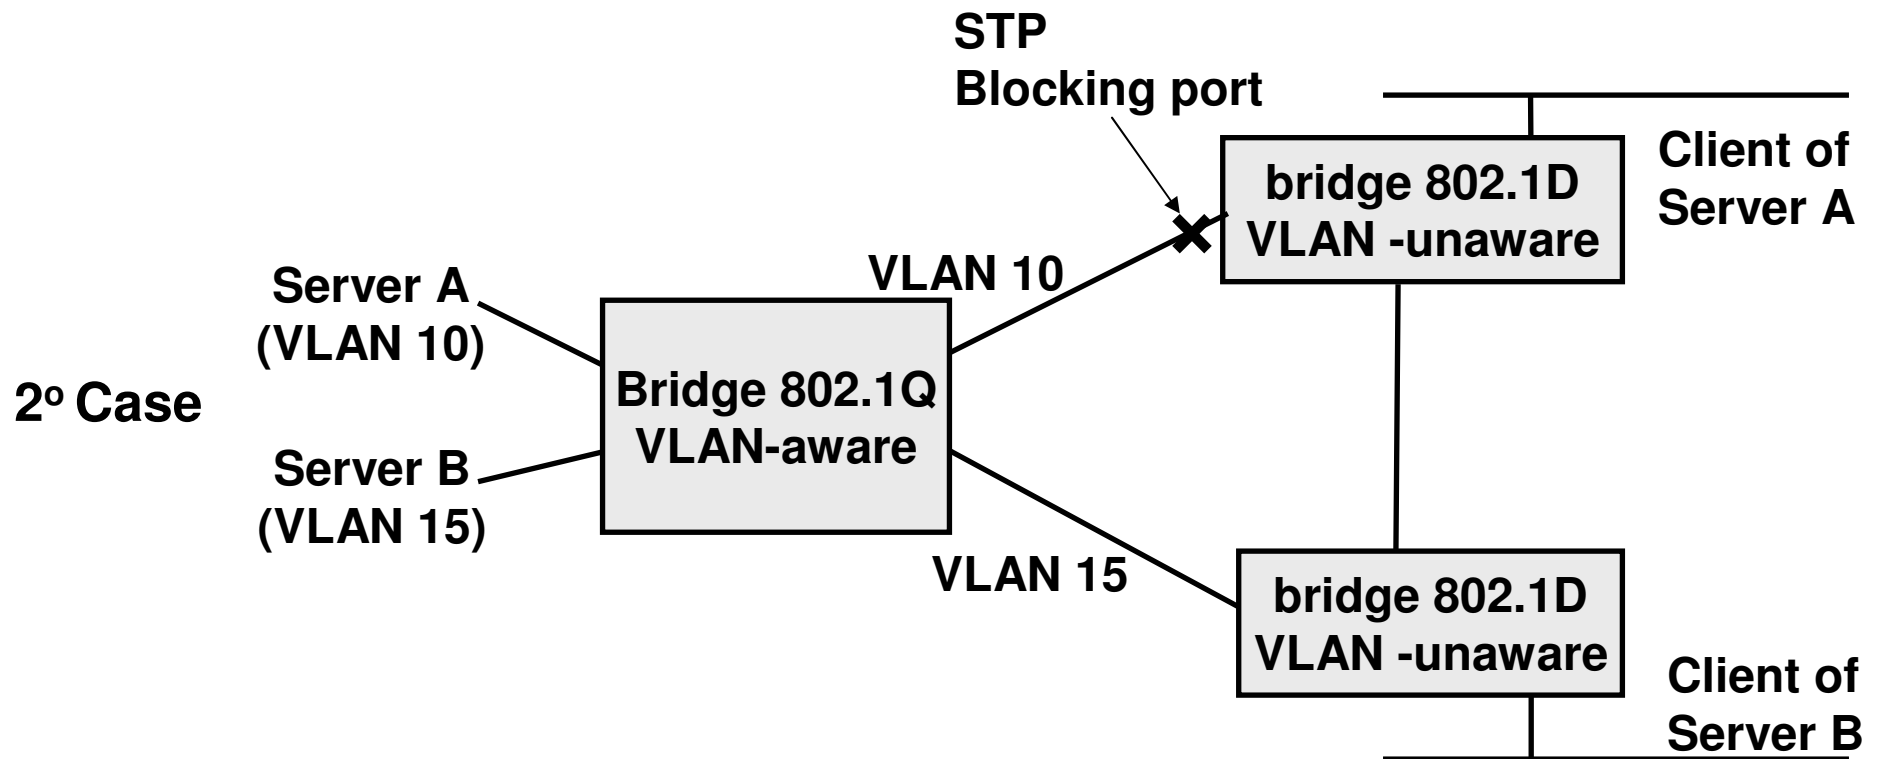 STP
Blocking port
Client of
Server A
bridge 802.1D
VLAN -unaware
VLAN 10
Server A
(VLAN 10)
2º Case
Bridge 802.1Q
VLAN-aware
Server B
(VLAN 15)
VLAN 15
bridge 802.1D
VLAN -unaware
Client of
Server B